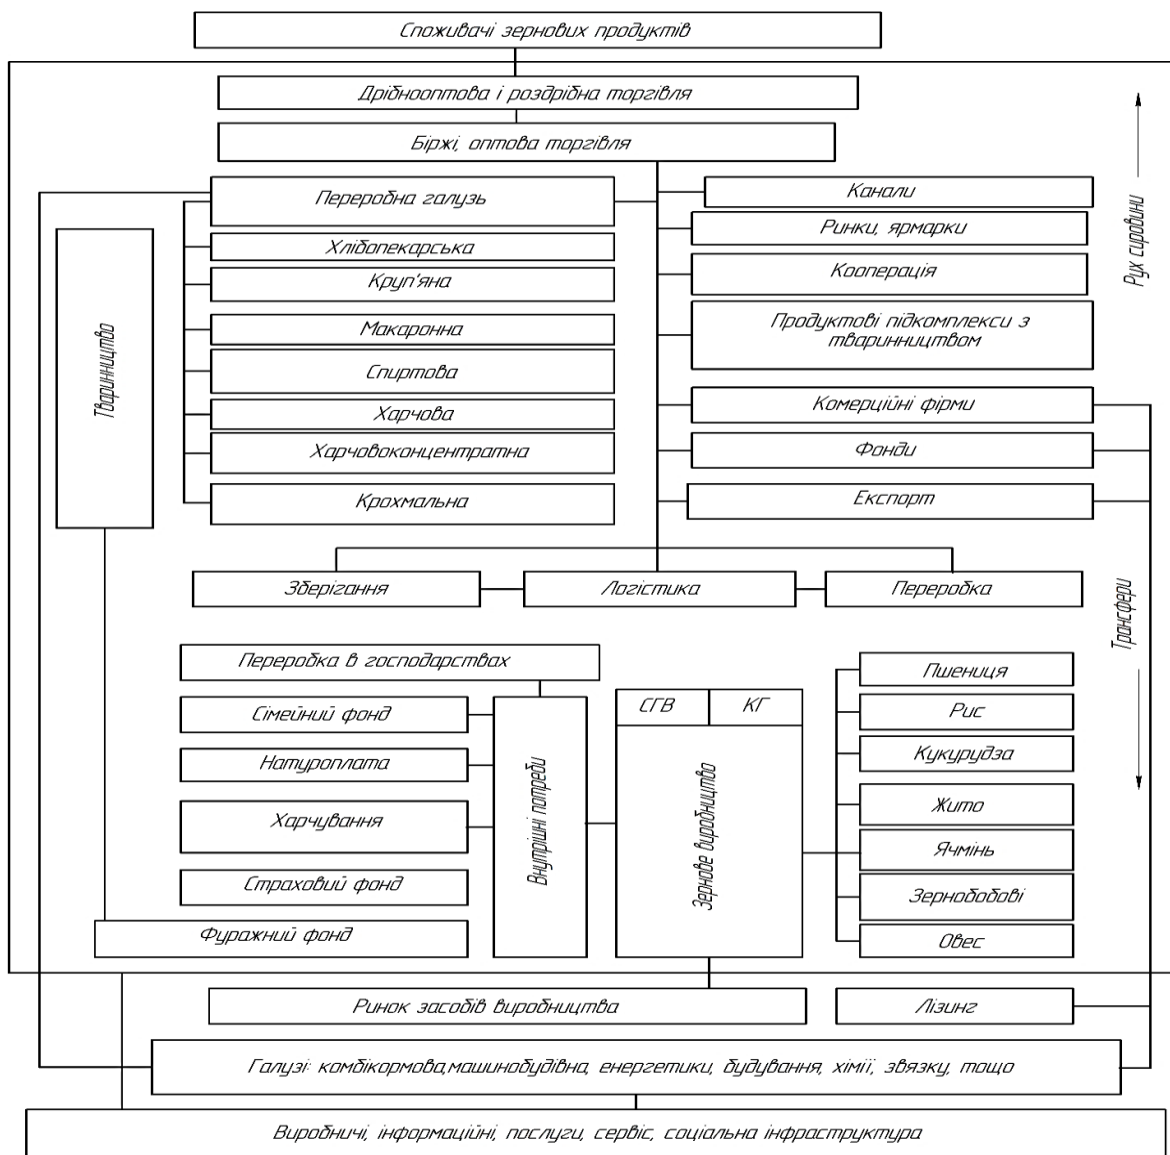 Споживачі зернових продуктів
Дрібнооптова і роздрібна торгівля
Біржі, оптова торгівля
Переробна галузь
Хлібопекарська
Круп'яна
Макаронна
Спиртова
Харчова
Харчовоконцентратна
Крохмальна
Тваринництво
Канали
Ринки, ярмарки
Кооперація
Продуктові підкомплекси з
тваринництвом
Комерційні фірми
Фонди
Експорт
Рух сировини
Трансфери
Зберігання
Логістика
Переробка
Переробка в господарствах
Сімейний фонд
Натуроплата
Харчування
Страховий фонд
Фуражний фонд
Внутрішні потреби
СГВ
КГ
Зернове виробництво
Пшениця
Рис
Кукурудза
Жито
Ячмінь
Зернобобові
Овес
Ринок засобів виробництва
Лізинг
Галузі: комбікормова,машинобудівна, енергетики, будування, хімії, звязку, тощо
Виробничі, інформаційні, послуги, сервіс, соціальна інфраструктура